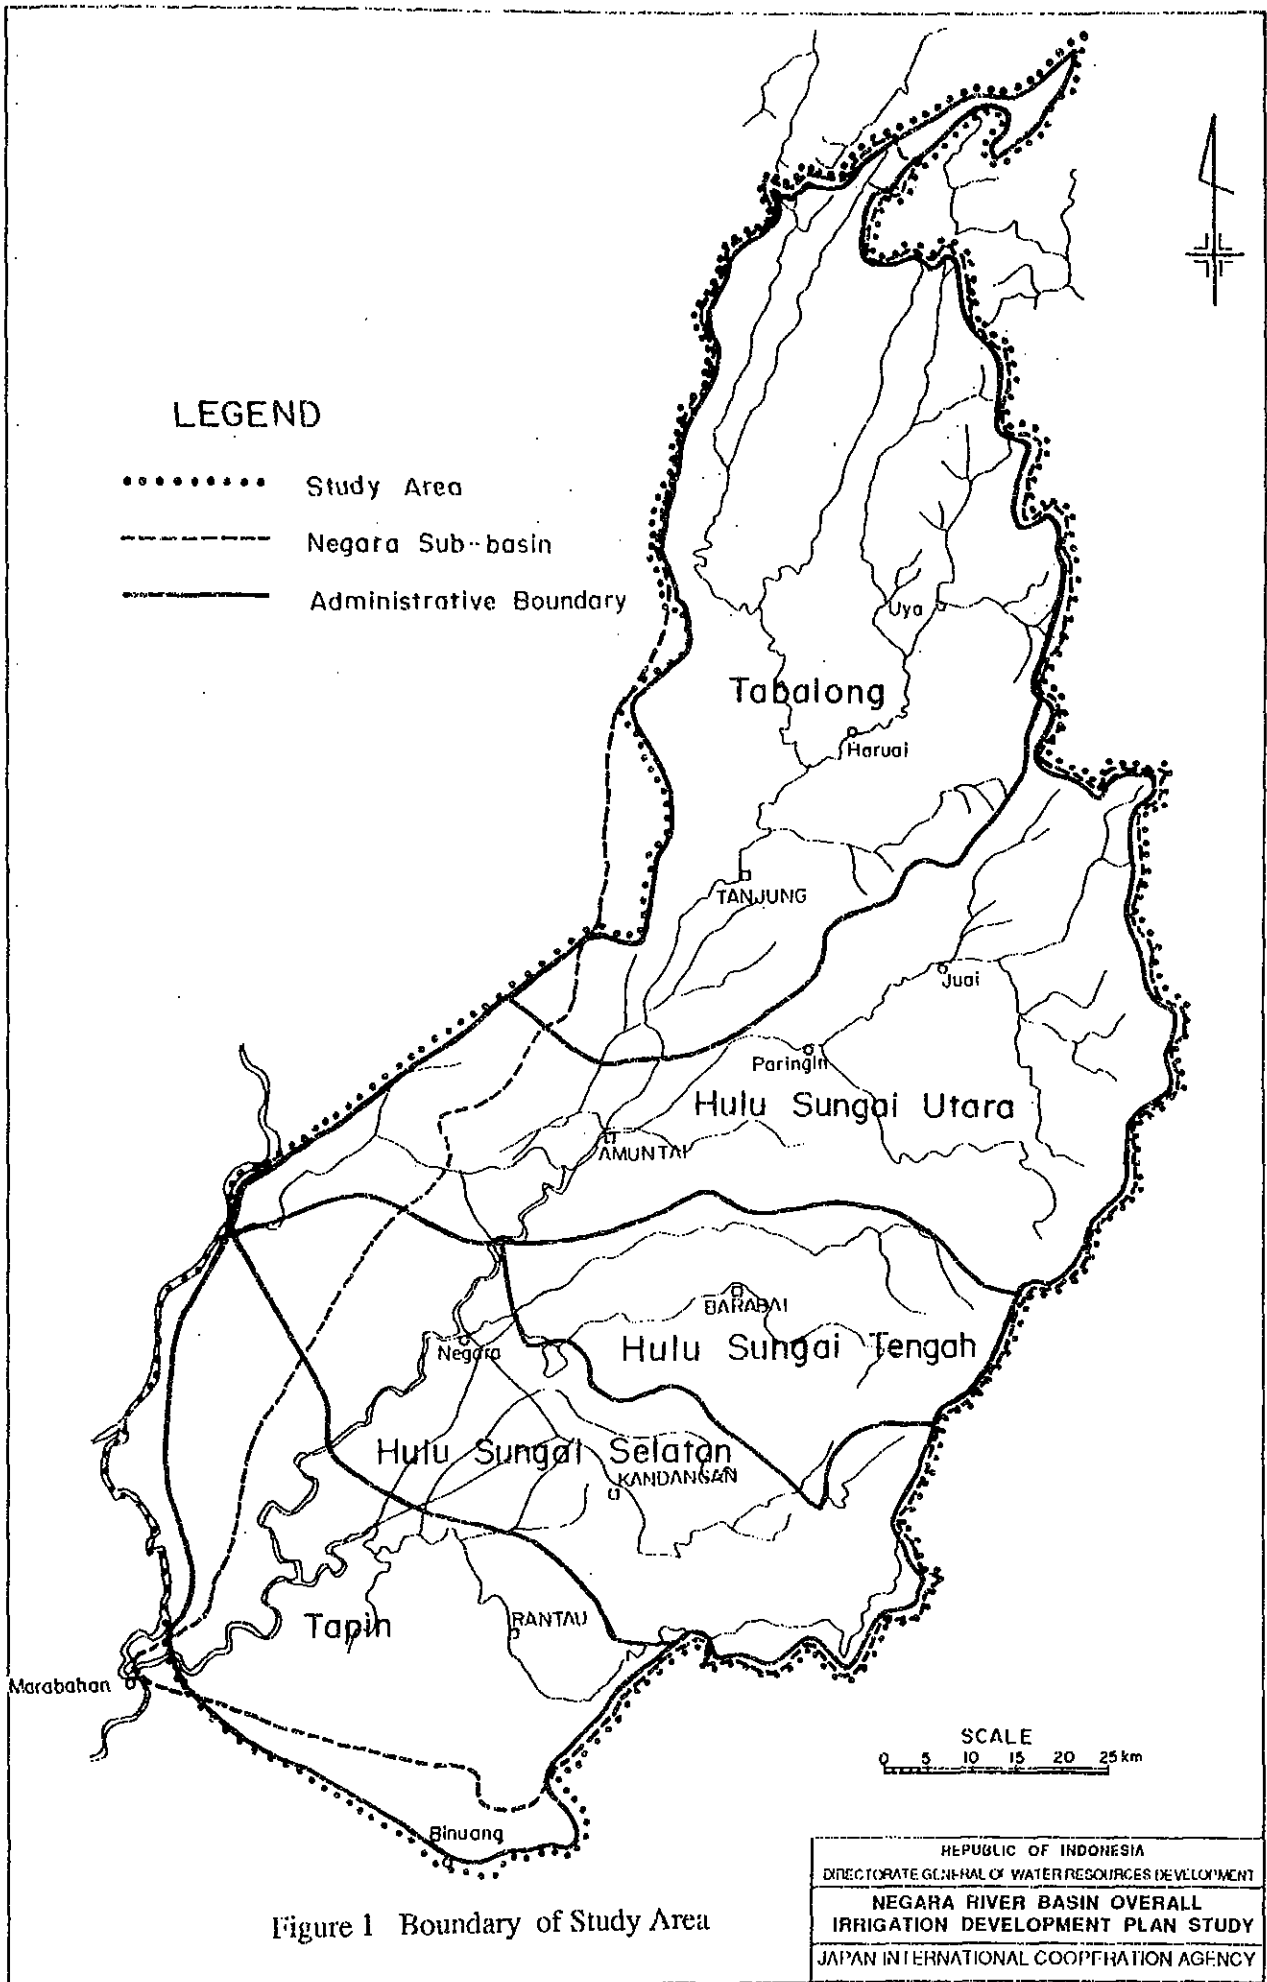 LEGEND
Study Area
Negara Sub-basin
Administrative Boundary
Uya
Tabalong
Haruai
TANJUNG
Juai
Paringin
Hulu Sungai Utara
AMUNTAI
BARABAI
Negara
Hulu Sungai Tengah
Hulu Sungai Selatan
KANDANGAN
Tapin
RANTAU
Marabahan
SCALE
0 5 10 15 20 25 km
Binuang
Figure 1 Boundary of Study Area
REPUBLIC OF INDONESIA
DIRECTORATE GENERAL OF WATER RESOURCES DEVELOPMENT
NEGARA RIVER BASIN OVERALL
IRRIGATION DEVELOPMENT PLAN STUDY
JAPAN INTERNATIONAL COOPERATION AGENCY